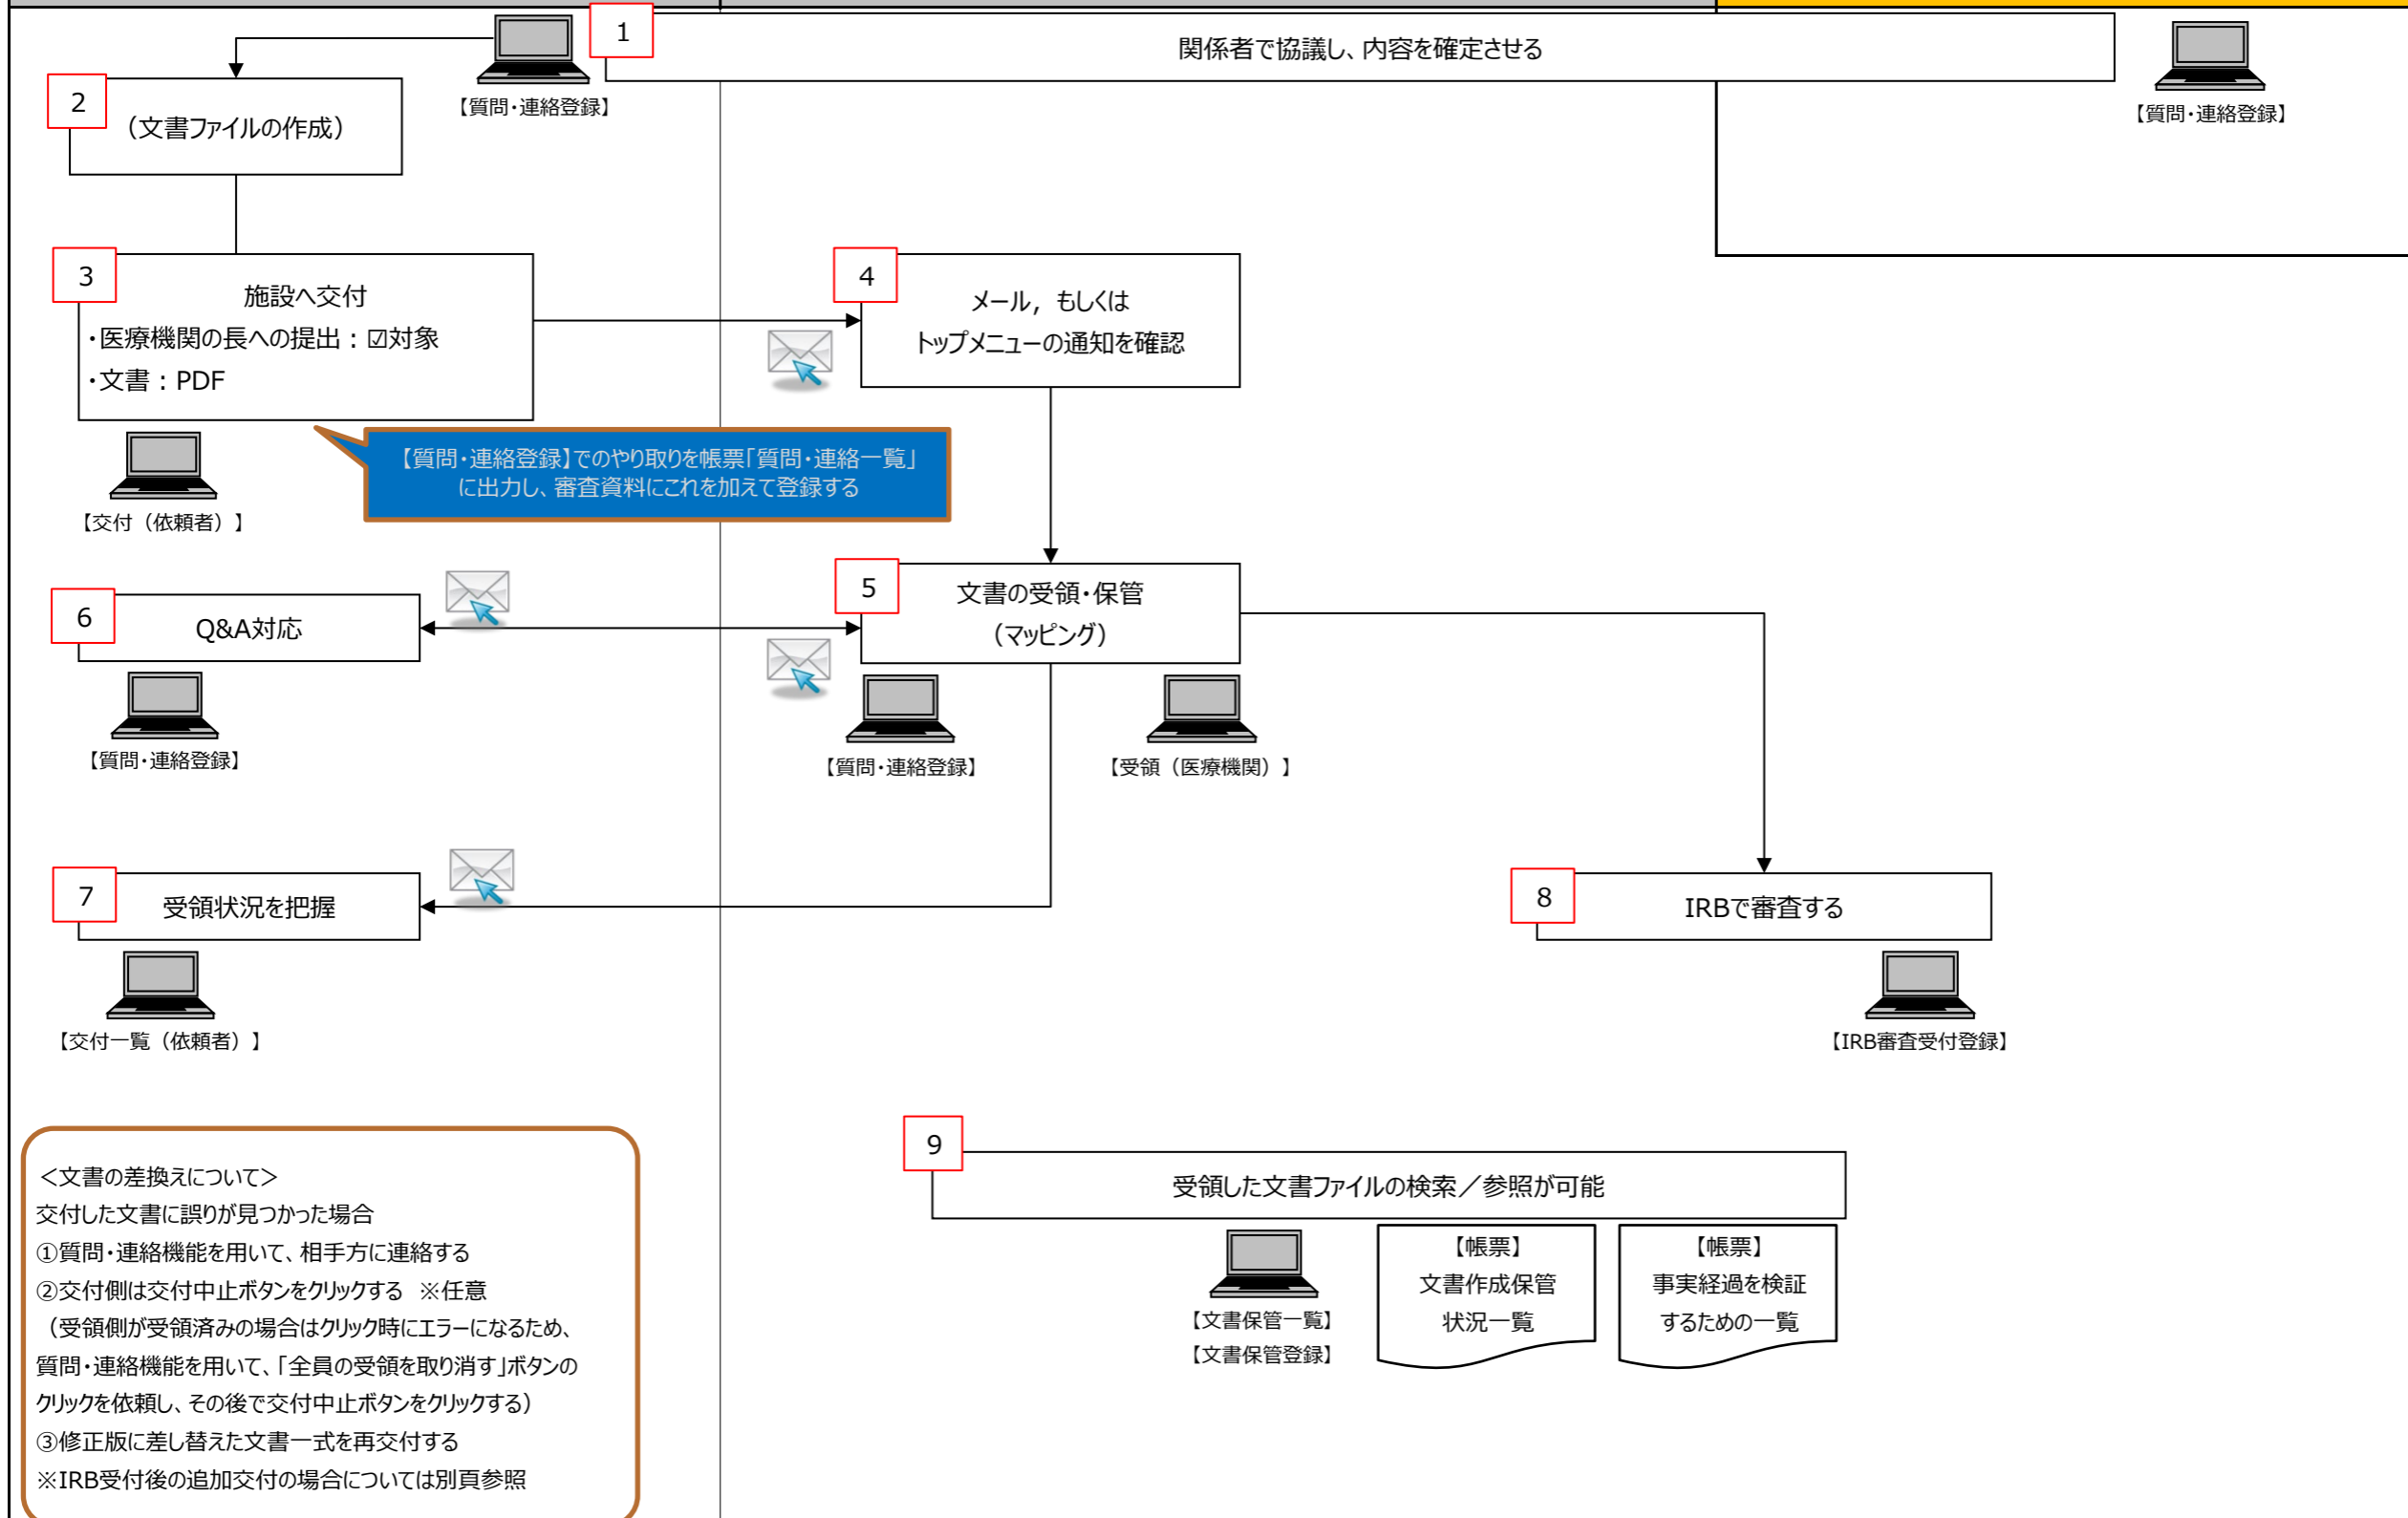 1
関係者で協議し、内容を確定させる
【質問・連絡登録】
【質問・連絡登録】
2
（文書ファイルの作成）
3
施設へ交付
・医療機関の長への提出：☑対象
・文書：PDF
【交付（依頼者）】
4
メール，もしくは
トップメニューの通知を確認
【質問・連絡登録】でのやり取りを帳票「質問・連絡一覧」
に出力し、審査資料にこれを加えて登録する
5
文書の受領・保管
（マッピング）
【質問・連絡登録】
【受領（医療機関）】
6
Q&A対応
【質問・連絡登録】
7
受領状況を把握
【交付一覧（依頼者）】
8
IRBで審査する
【IRB審査受付登録】
9
受領した文書ファイルの検索／参照が可能
【文書保管一覧】
【文書保管登録】
【帳票】
文書作成保管
状況一覧
【帳票】
事実経過を検証
するための一覧
＜文書の差換えについて＞
交付した文書に誤りが見つかった場合
①質問・連絡機能を用いて、相手方に連絡する
②交付側は交付中止ボタンをクリックする　※任意
（受領側が受領済みの場合はクリック時にエラーになるため、
質問・連絡機能を用いて、「全員の受領を取り消す」ボタンの
クリックを依頼し、その後で交付中止ボタンをクリックする）
③修正版に差し替えた文書一式を再交付する
※IRB受付後の追加交付の場合については別頁参照